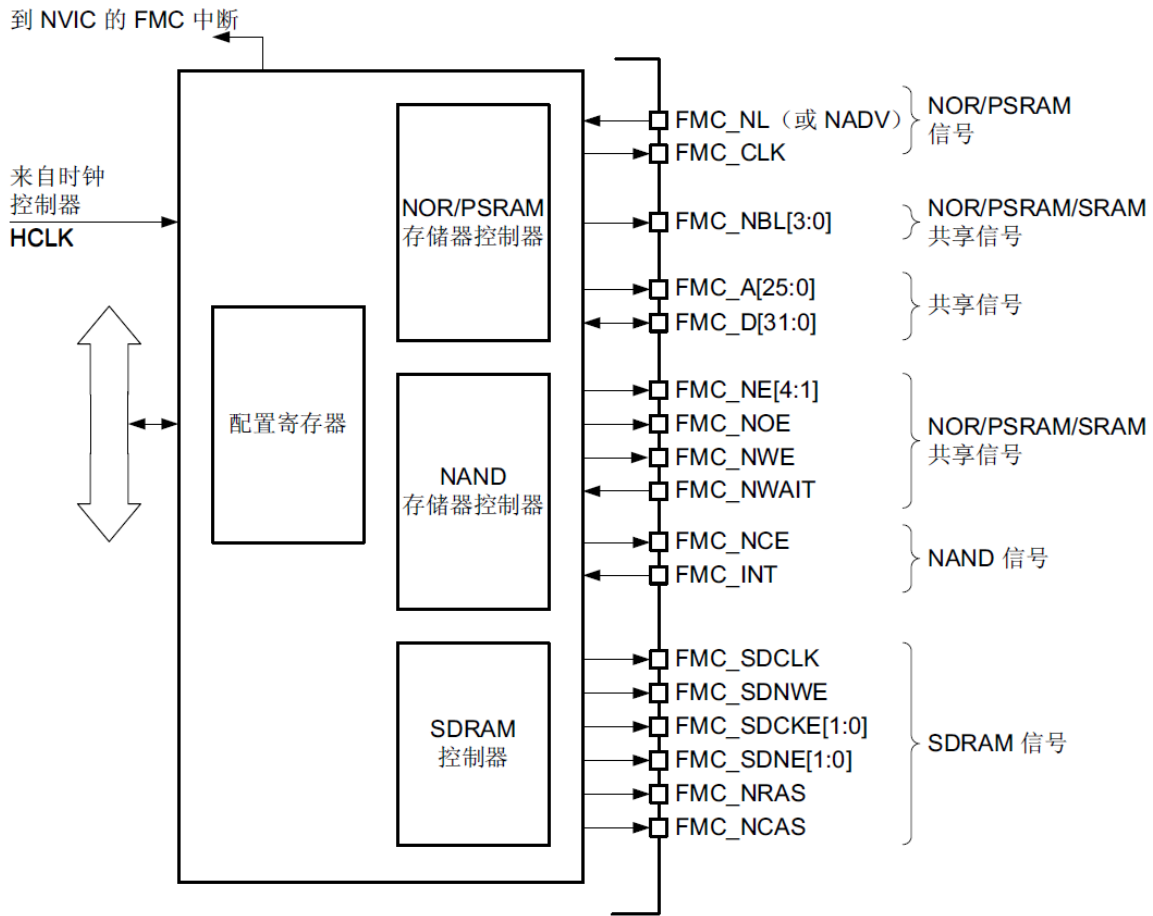 到 NVIC 的 FMC 中断
来自时钟
控制器
HCLK
配置寄存器
NOR/PSRAM
存储器控制器
NAND
存储器控制器
SDRAM
控制器
FMC_NL（或 NADV）
FMC_CLK
NOR/PSRAM
信号
FMC_NBL[3:0]
NOR/PSRAM/SRAM
共享信号
FMC_A[25:0]
FMC_D[31:0]
共享信号
FMC_NE[4:1]
FMC_NOE
FMC_NWE
FMC_NWAIT
NOR/PSRAM/SRAM
共享信号
FMC_NCE
FMC_INT
NAND 信号
FMC_SDCLK
FMC_SDNWE
FMC_SDCKE[1:0]
FMC_SDNE[1:0]
FMC_NRAS
FMC_NCAS
SDRAM 信号